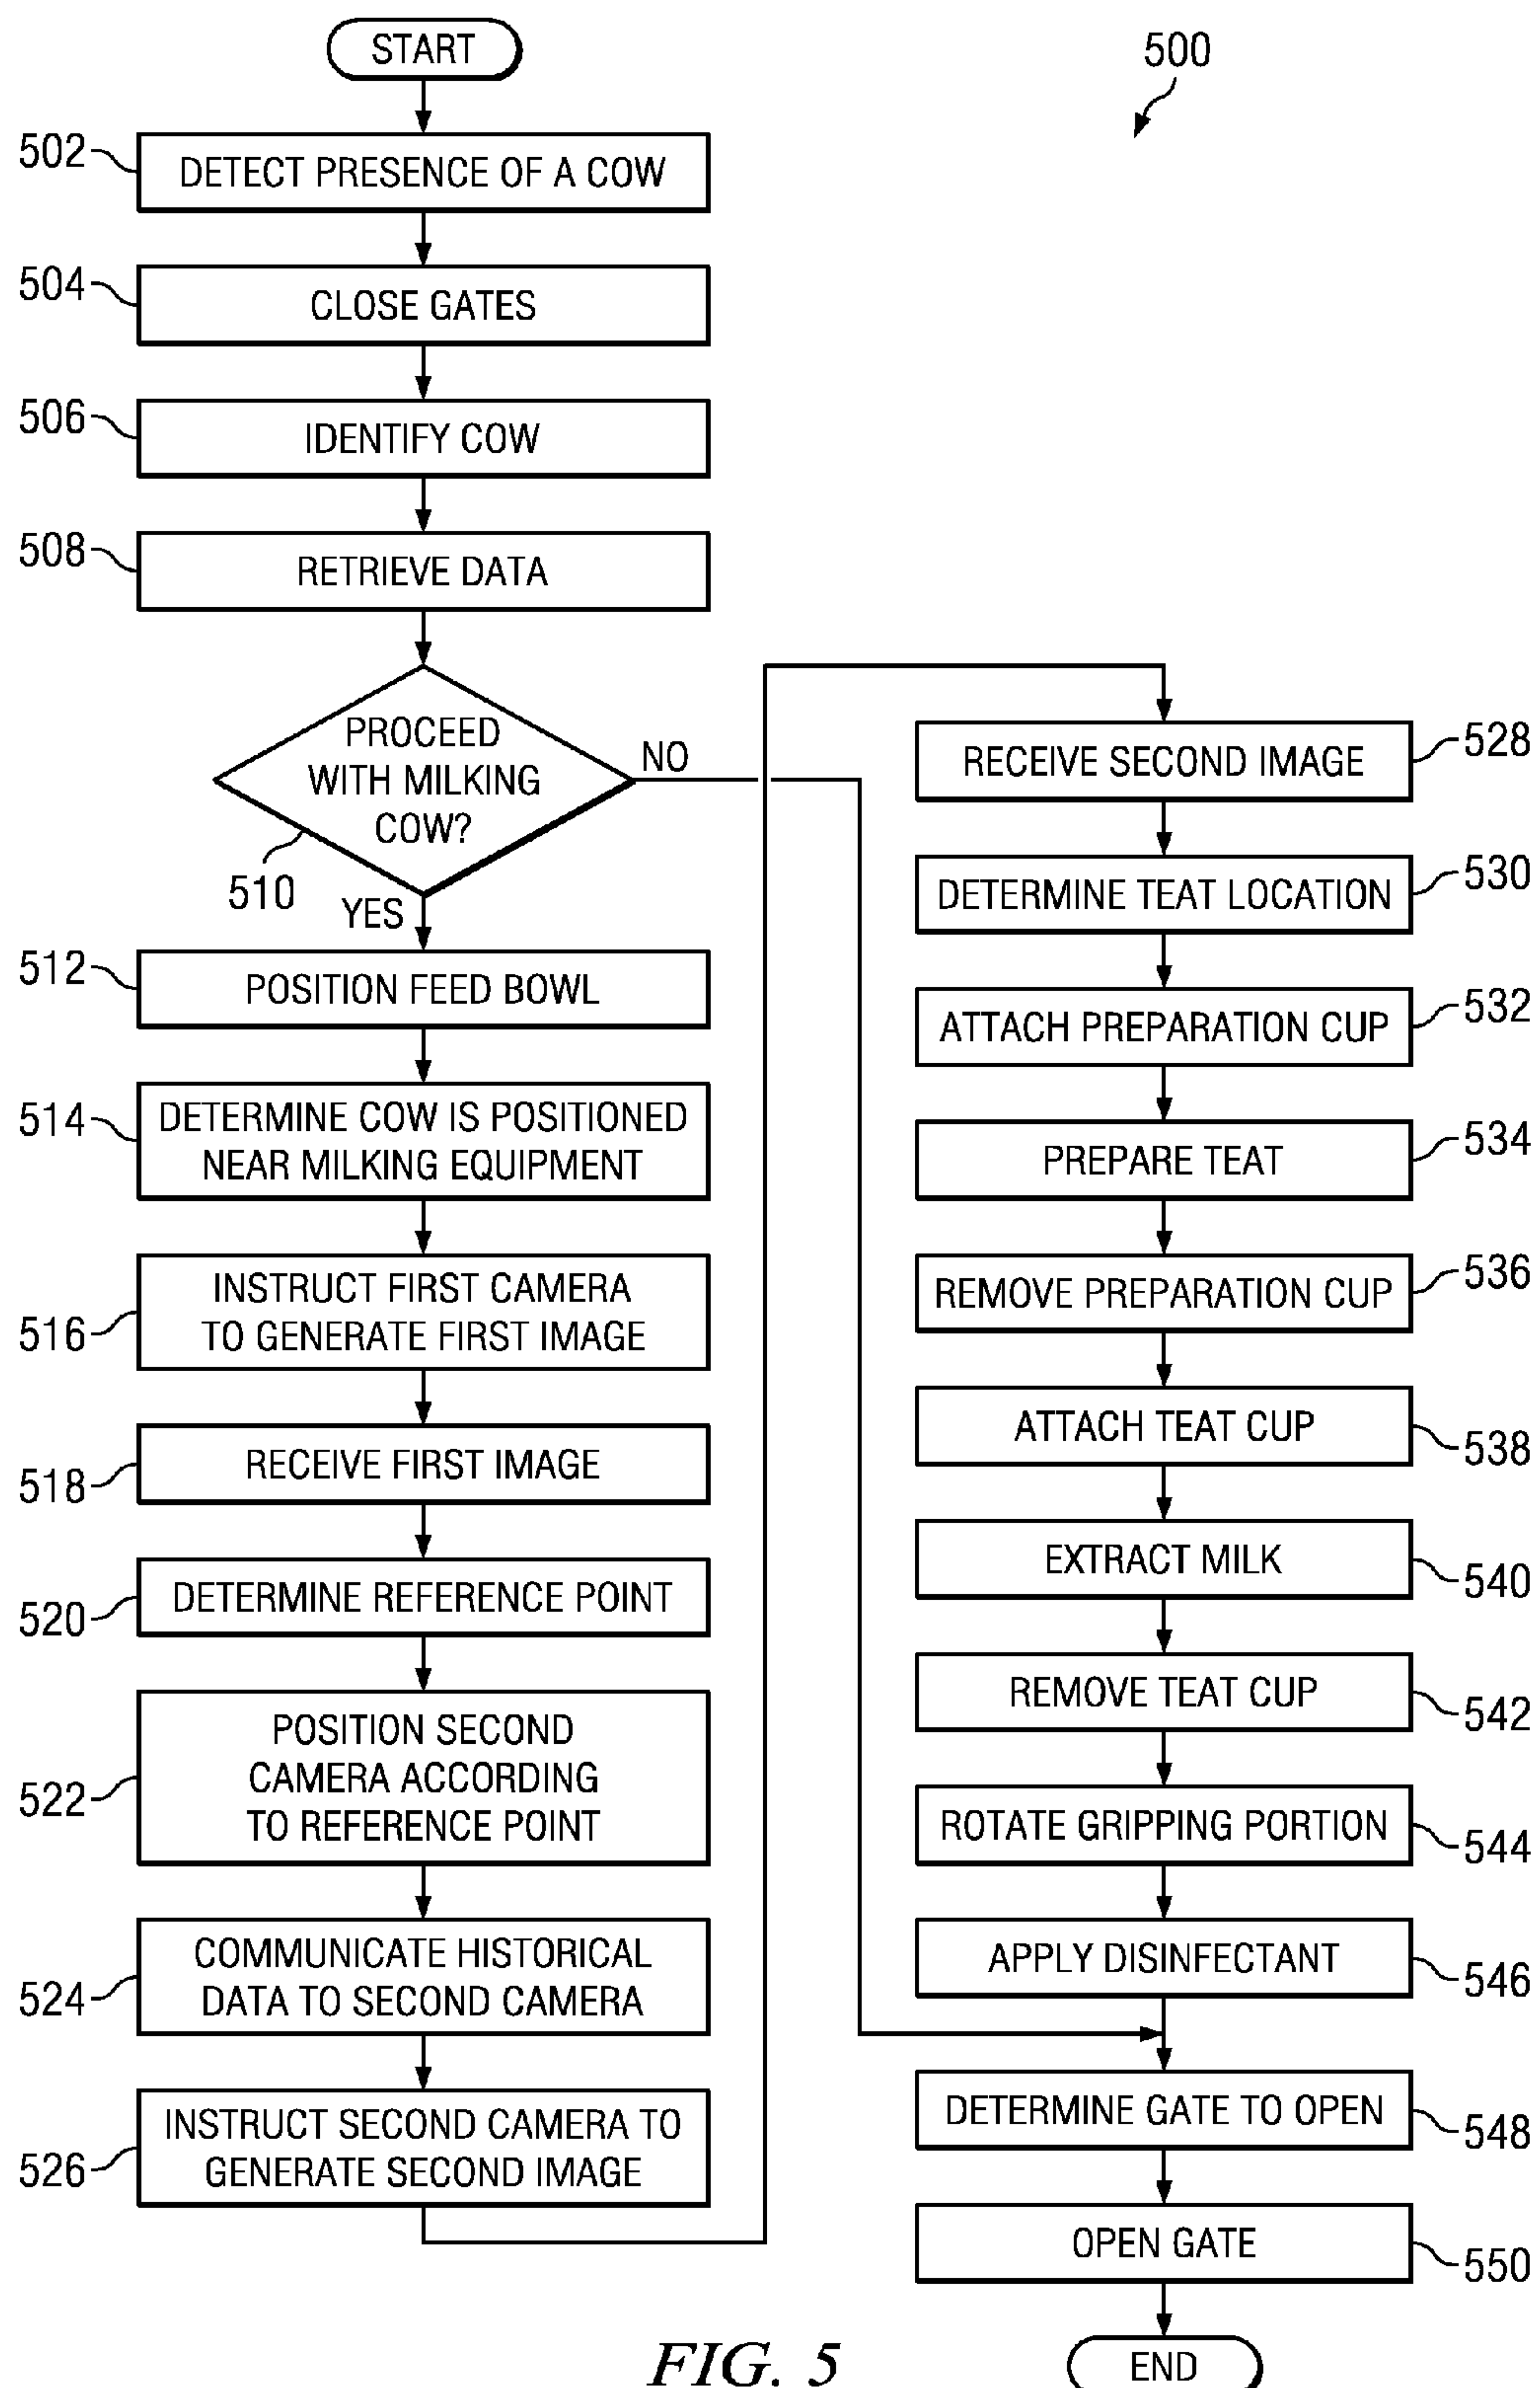 START
500
502
DETECT PRESENCE OF A COW
504
CLOSE GATES
506
IDENTIFY COW
508
RETRIEVE DATA
PROCEED
WITH MILKING
COW?
NO
510
YES
512
POSITION FEED BOWL
514
DETERMINE COW IS POSITIONED
NEAR MILKING EQUIPMENT
516
INSTRUCT FIRST CAMERA
TO GENERATE FIRST IMAGE
518
RECEIVE FIRST IMAGE
520
DETERMINE REFERENCE POINT
522
POSITION SECOND
CAMERA ACCORDING
TO REFERENCE POINT
524
COMMUNICATE HISTORICAL
DATA TO SECOND CAMERA
526
INSTRUCT SECOND CAMERA TO
GENERATE SECOND IMAGE
RECEIVE SECOND IMAGE
528
DETERMINE TEAT LOCATION
530
ATTACH PREPARATION CUP
532
PREPARE TEAT
534
REMOVE PREPARATION CUP
536
ATTACH TEAT CUP
538
EXTRACT MILK
540
REMOVE TEAT CUP
542
ROTATE GRIPPING PORTION
544
APPLY DISINFECTANT
546
DETERMINE GATE TO OPEN
548
OPEN GATE
550
END
FIG. 5